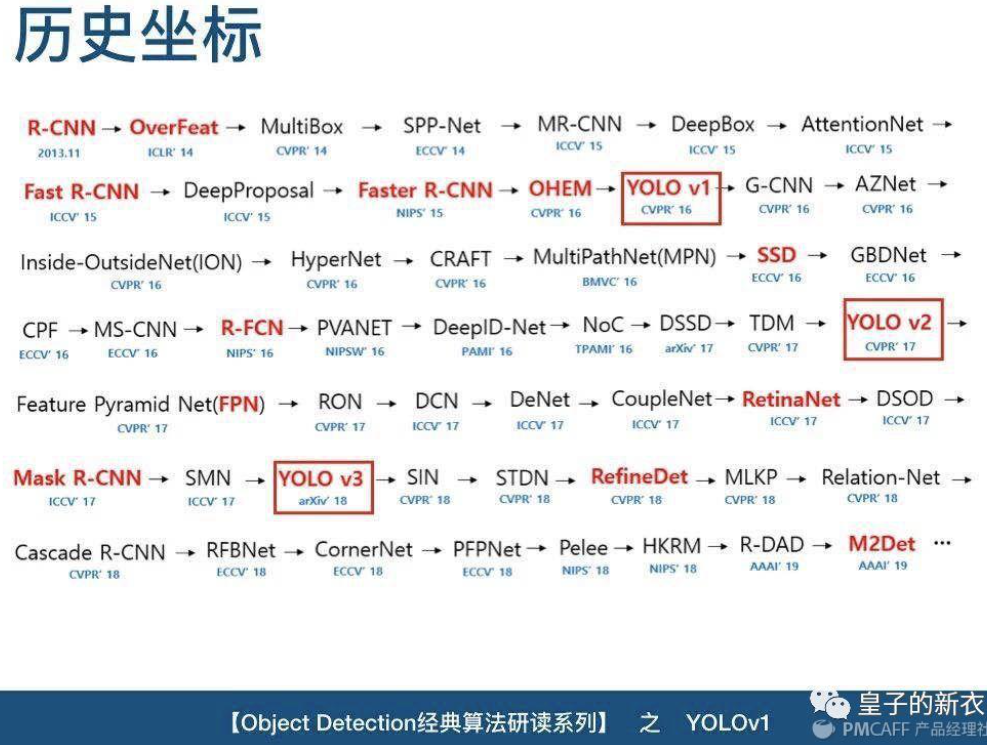 历史坐标
R-CNN → OverFeat → MultiBox → SPP-Net → MR-CNN → DeepBox → AttentionNet →
2013.11 ICLR' 14 CVPR' 14 ECCV' 14 ICCV' 15 ICCV' 15 ICCV' 15
Fast R-CNN → DeepProposal → Faster R-CNN → OHEM → YOLO v1 → G-CNN → AZNet →
ICCV' 15 ICCV' 15 NIPS' 15 CVPR' 16 CVPR' 16 CVPR' 16 CVPR' 16
Inside-OutsideNet(ION) → HyperNet → CRAFT → MultiPathNet(MPN) → SSD → GBDNet →
CVPR' 16 CVPR' 16 CVPR' 16 BMVC' 16 ECCV' 16 ECCV' 16
CPF → MS-CNN → R-FCN → PVANET → DeepID-Net → NoC → DSSD → TDM → YOLO v2 →
ECCV' 16 ECCV' 16 NIPS' 16 NIPSW' 16 PAMI' 16 TPAMI' 16 arXiv' 17 CVPR' 17 CVPR' 17
Feature Pyramid Net(FPN) → RON → DCN → DeNet → CoupleNet → RetinaNet → DSOD →
CVPR' 17 CVPR' 17 ICCV' 17 ICCV' 17 ICCV' 17 ICCV' 17 ICCV' 17
Mask R-CNN → SMN → YOLO v3 → SIN → STDN → RefineDet → MLKP → Relation-Net →
ICCV' 17 ICCV' 17 arXiv' 18 CVPR' 18 CVPR' 18 CVPR' 18 CVPR' 18 CVPR' 18
Cascade R-CNN → RFBNet → CornerNet → PFPNet → Pelee → HKRM → R-DAD → M2Det ···
CVPR' 18 ECCV' 18 ECCV' 18 ECCV' 18 NIPS' 18 NIPS' 18 AAAI' 19 AAAI' 19
【Object Detection经典算法研读系列】 之 YOLOv1
皇子的新衣
PMCAFF 产品经理社